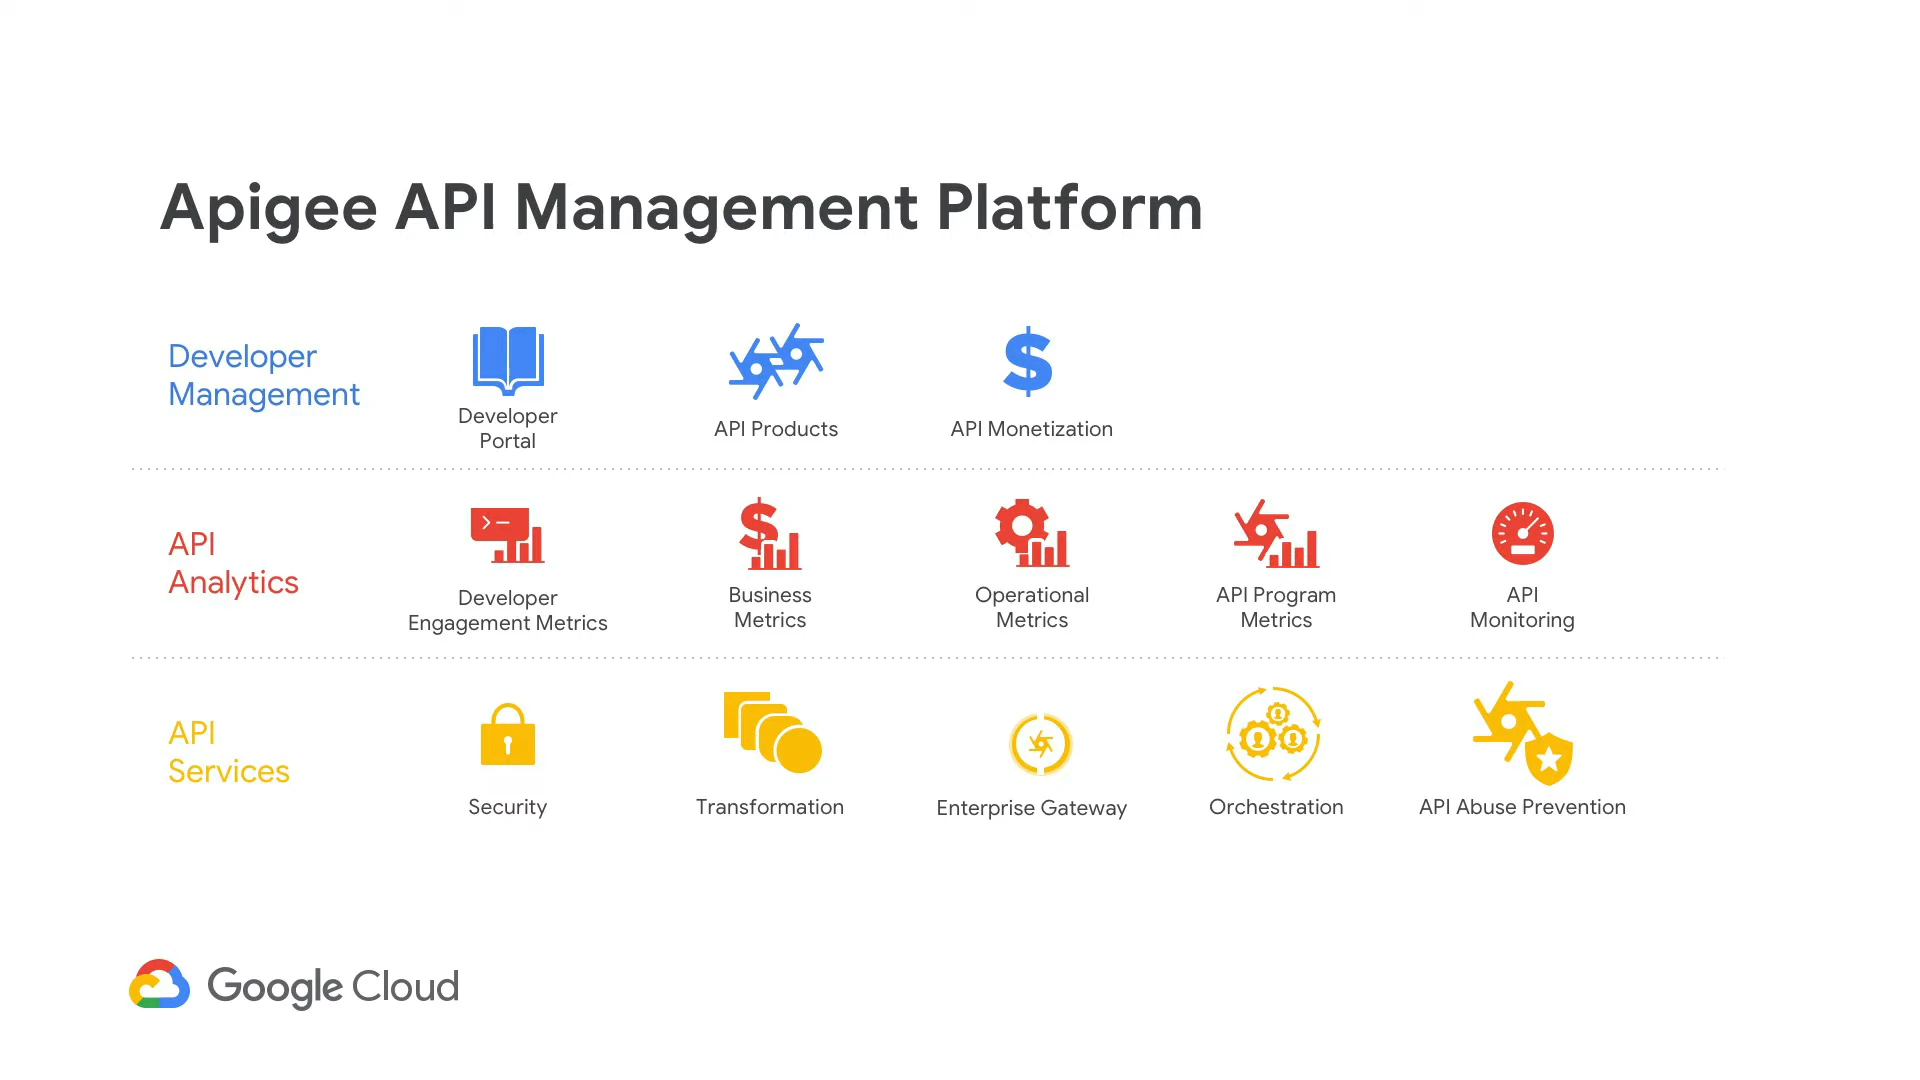 Apigee API Management Platform
Developer
Management
Developer
Portal
API Products
API Monetization
API
Analytics
Developer
Engagement Metrics
Business
Metrics
Operational
Metrics
API Program
Metrics
API
Monitoring
API
Services
Security
Transformation
Enterprise Gateway
Orchestration
API Abuse Prevention
Google Cloud